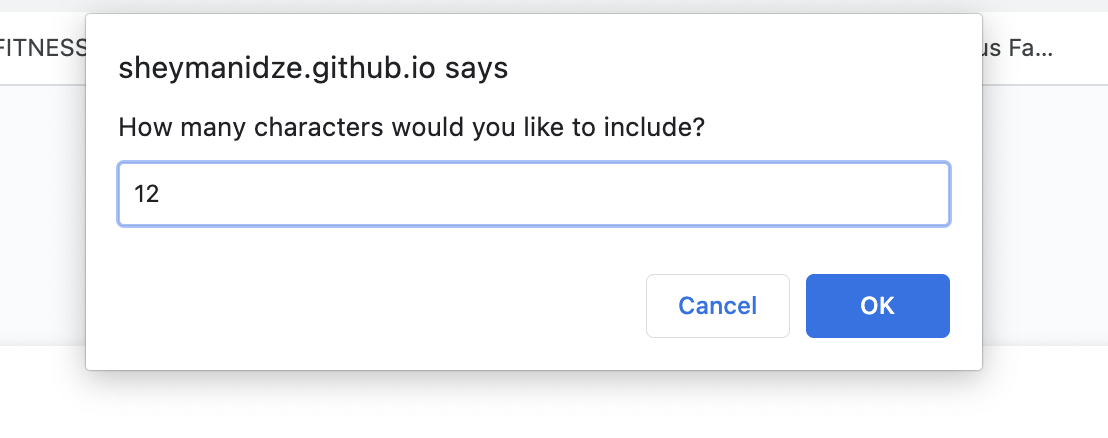 FITNESS
us Fa...
sheymanidze.github.io says
How many characters would you like to include?
12
Cancel
OK